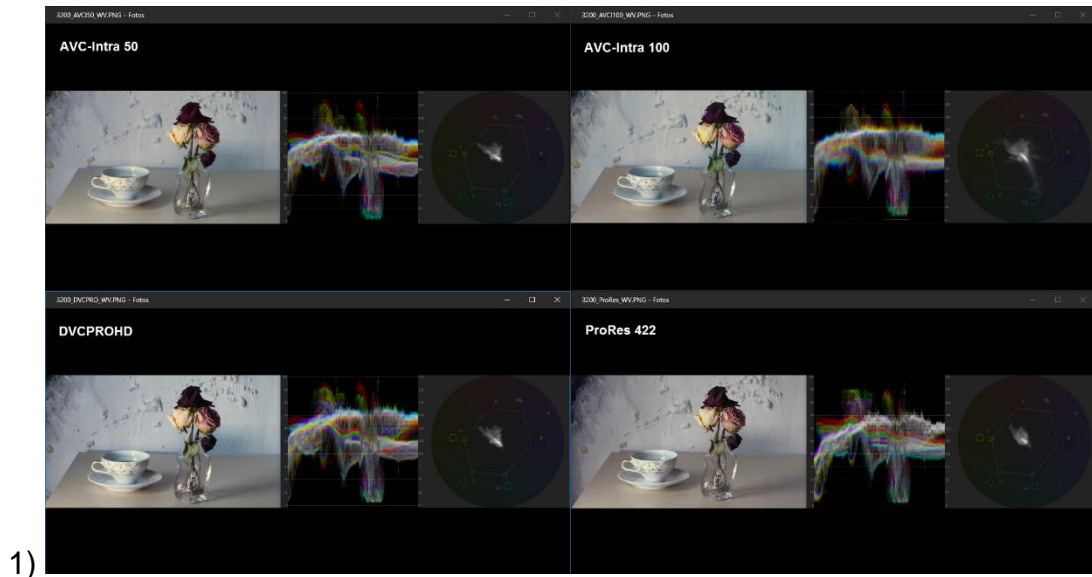 3200_AVCI50_WV.PNG – Fotos
AVC-Intra 50
3200_AVCI100_WV.PNG – Fotos
AVC-Intra 100
3200_DVCPRO_WV.PNG – Fotos
DVCPROHD
3200_ProRes_WV.PNG – Fotos
ProRes 422
1)